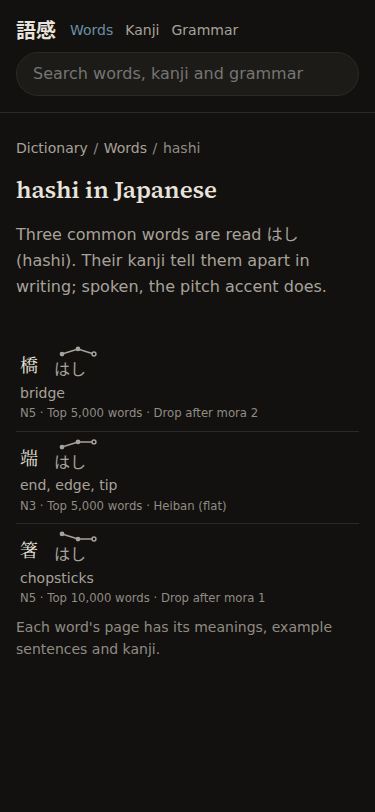 語感 Words Kanji Grammar
Search words, kanji and grammar
Dictionary / Words / hashi
hashi in Japanese
Three common words are read はし
(hashi). Their kanji tell them apart in
writing; spoken, the pitch accent does.
橋 はし
bridge
N5 · Top 5,000 words · Drop after mora 2
端 はし
end, edge, tip
N3 · Top 5,000 words · Heiban (flat)
箸 はし
chopsticks
N5 · Top 10,000 words · Drop after mora 1
Each word's page has its meanings, example
sentences and kanji.